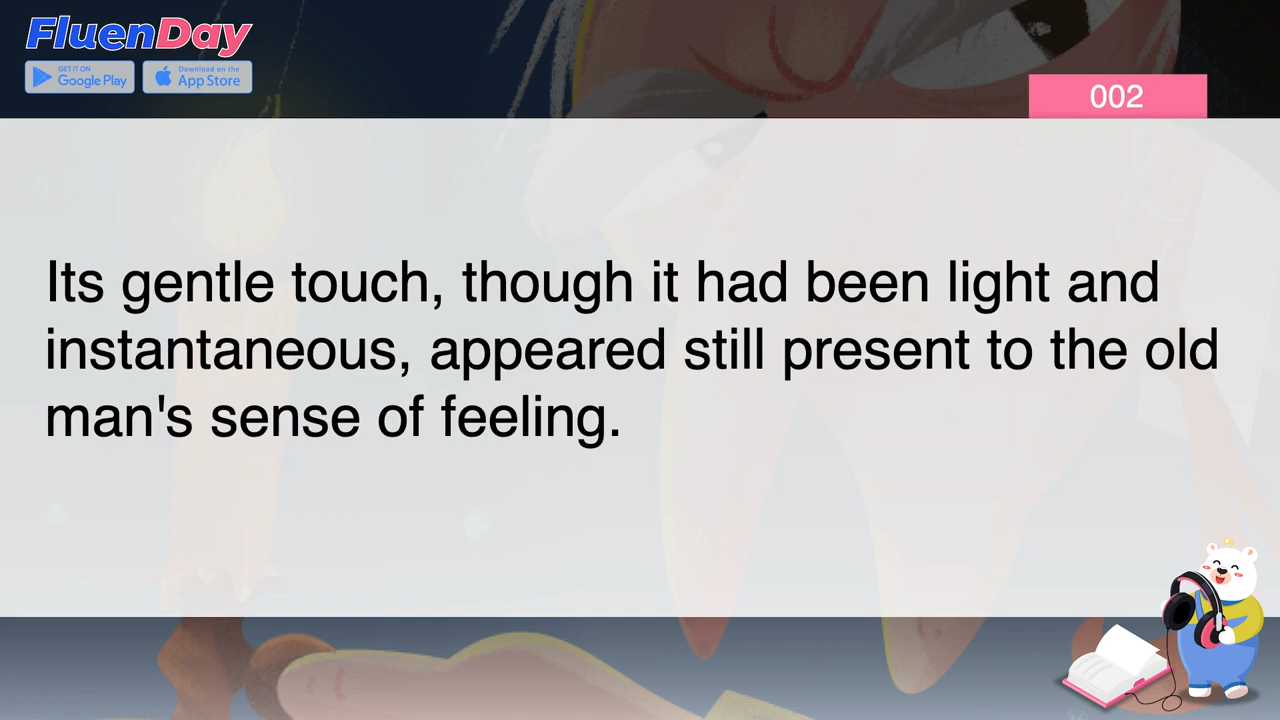 FluenDay
GET IT ON
Google Play
Download on the
App Store
002
Its gentle touch, though it had been light and
instantaneous, appeared still present to the old
man's sense of feeling.